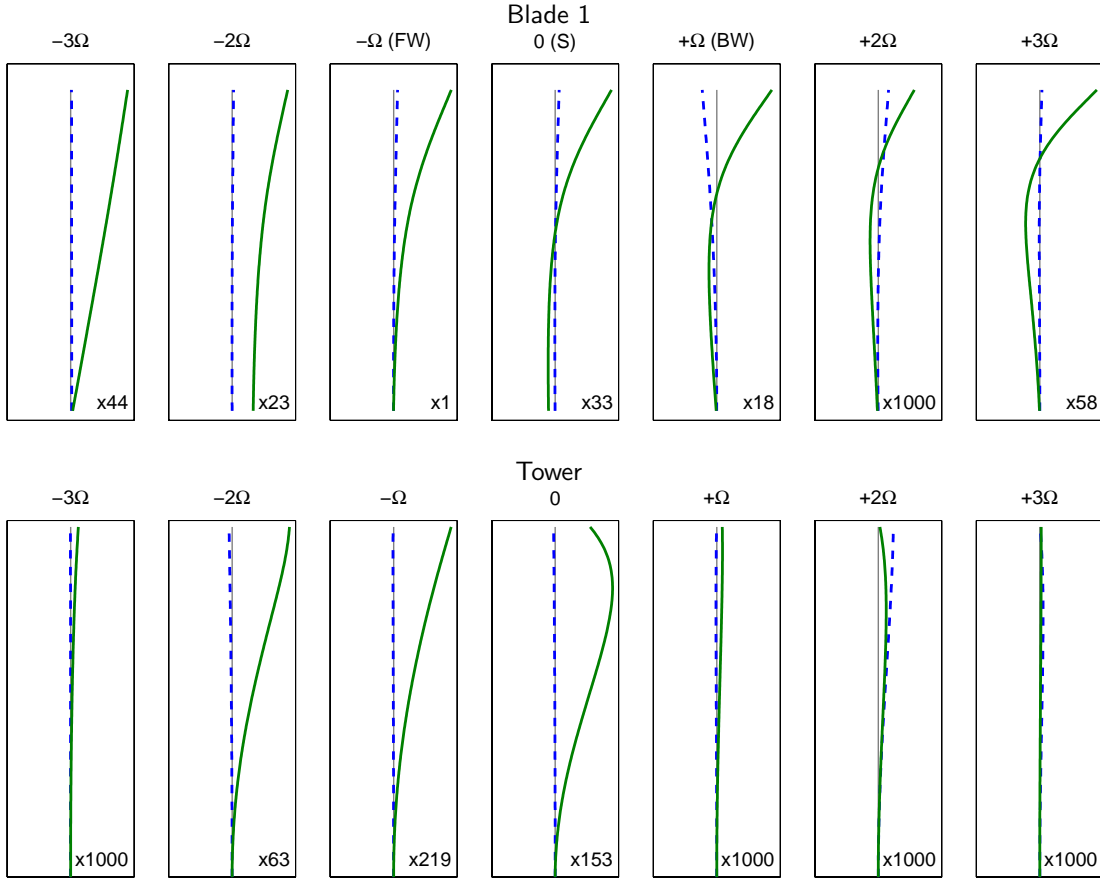 Blade 1
−3Ω −2Ω −Ω (FW) 0 (S) +Ω (BW) +2Ω +3Ω
x44 x23 x1 x33 x18 x1000 x58
Tower
−3Ω −2Ω −Ω 0 +Ω +2Ω +3Ω
x1000 x63 x219 x153 x1000 x1000 x1000